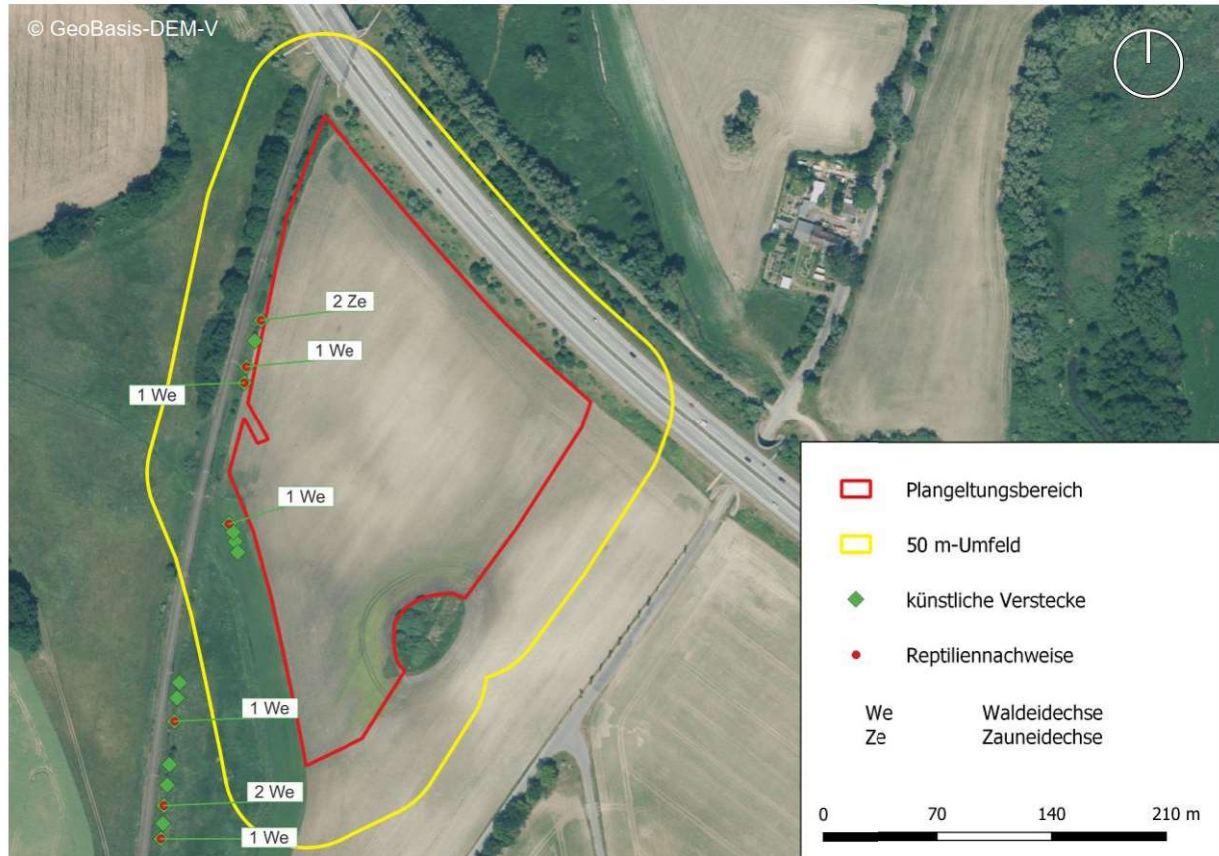 © GeoBasis-DEM-V
2 Ze
1 We
1 We
1 We
1 We
2 We
1 We
Plangeltungsbereich
50 m-Umfeld
künstliche Verstecke
Reptiliennachweise
We Waldeidechse
Ze Zauneidechse
0 70 140 210 m